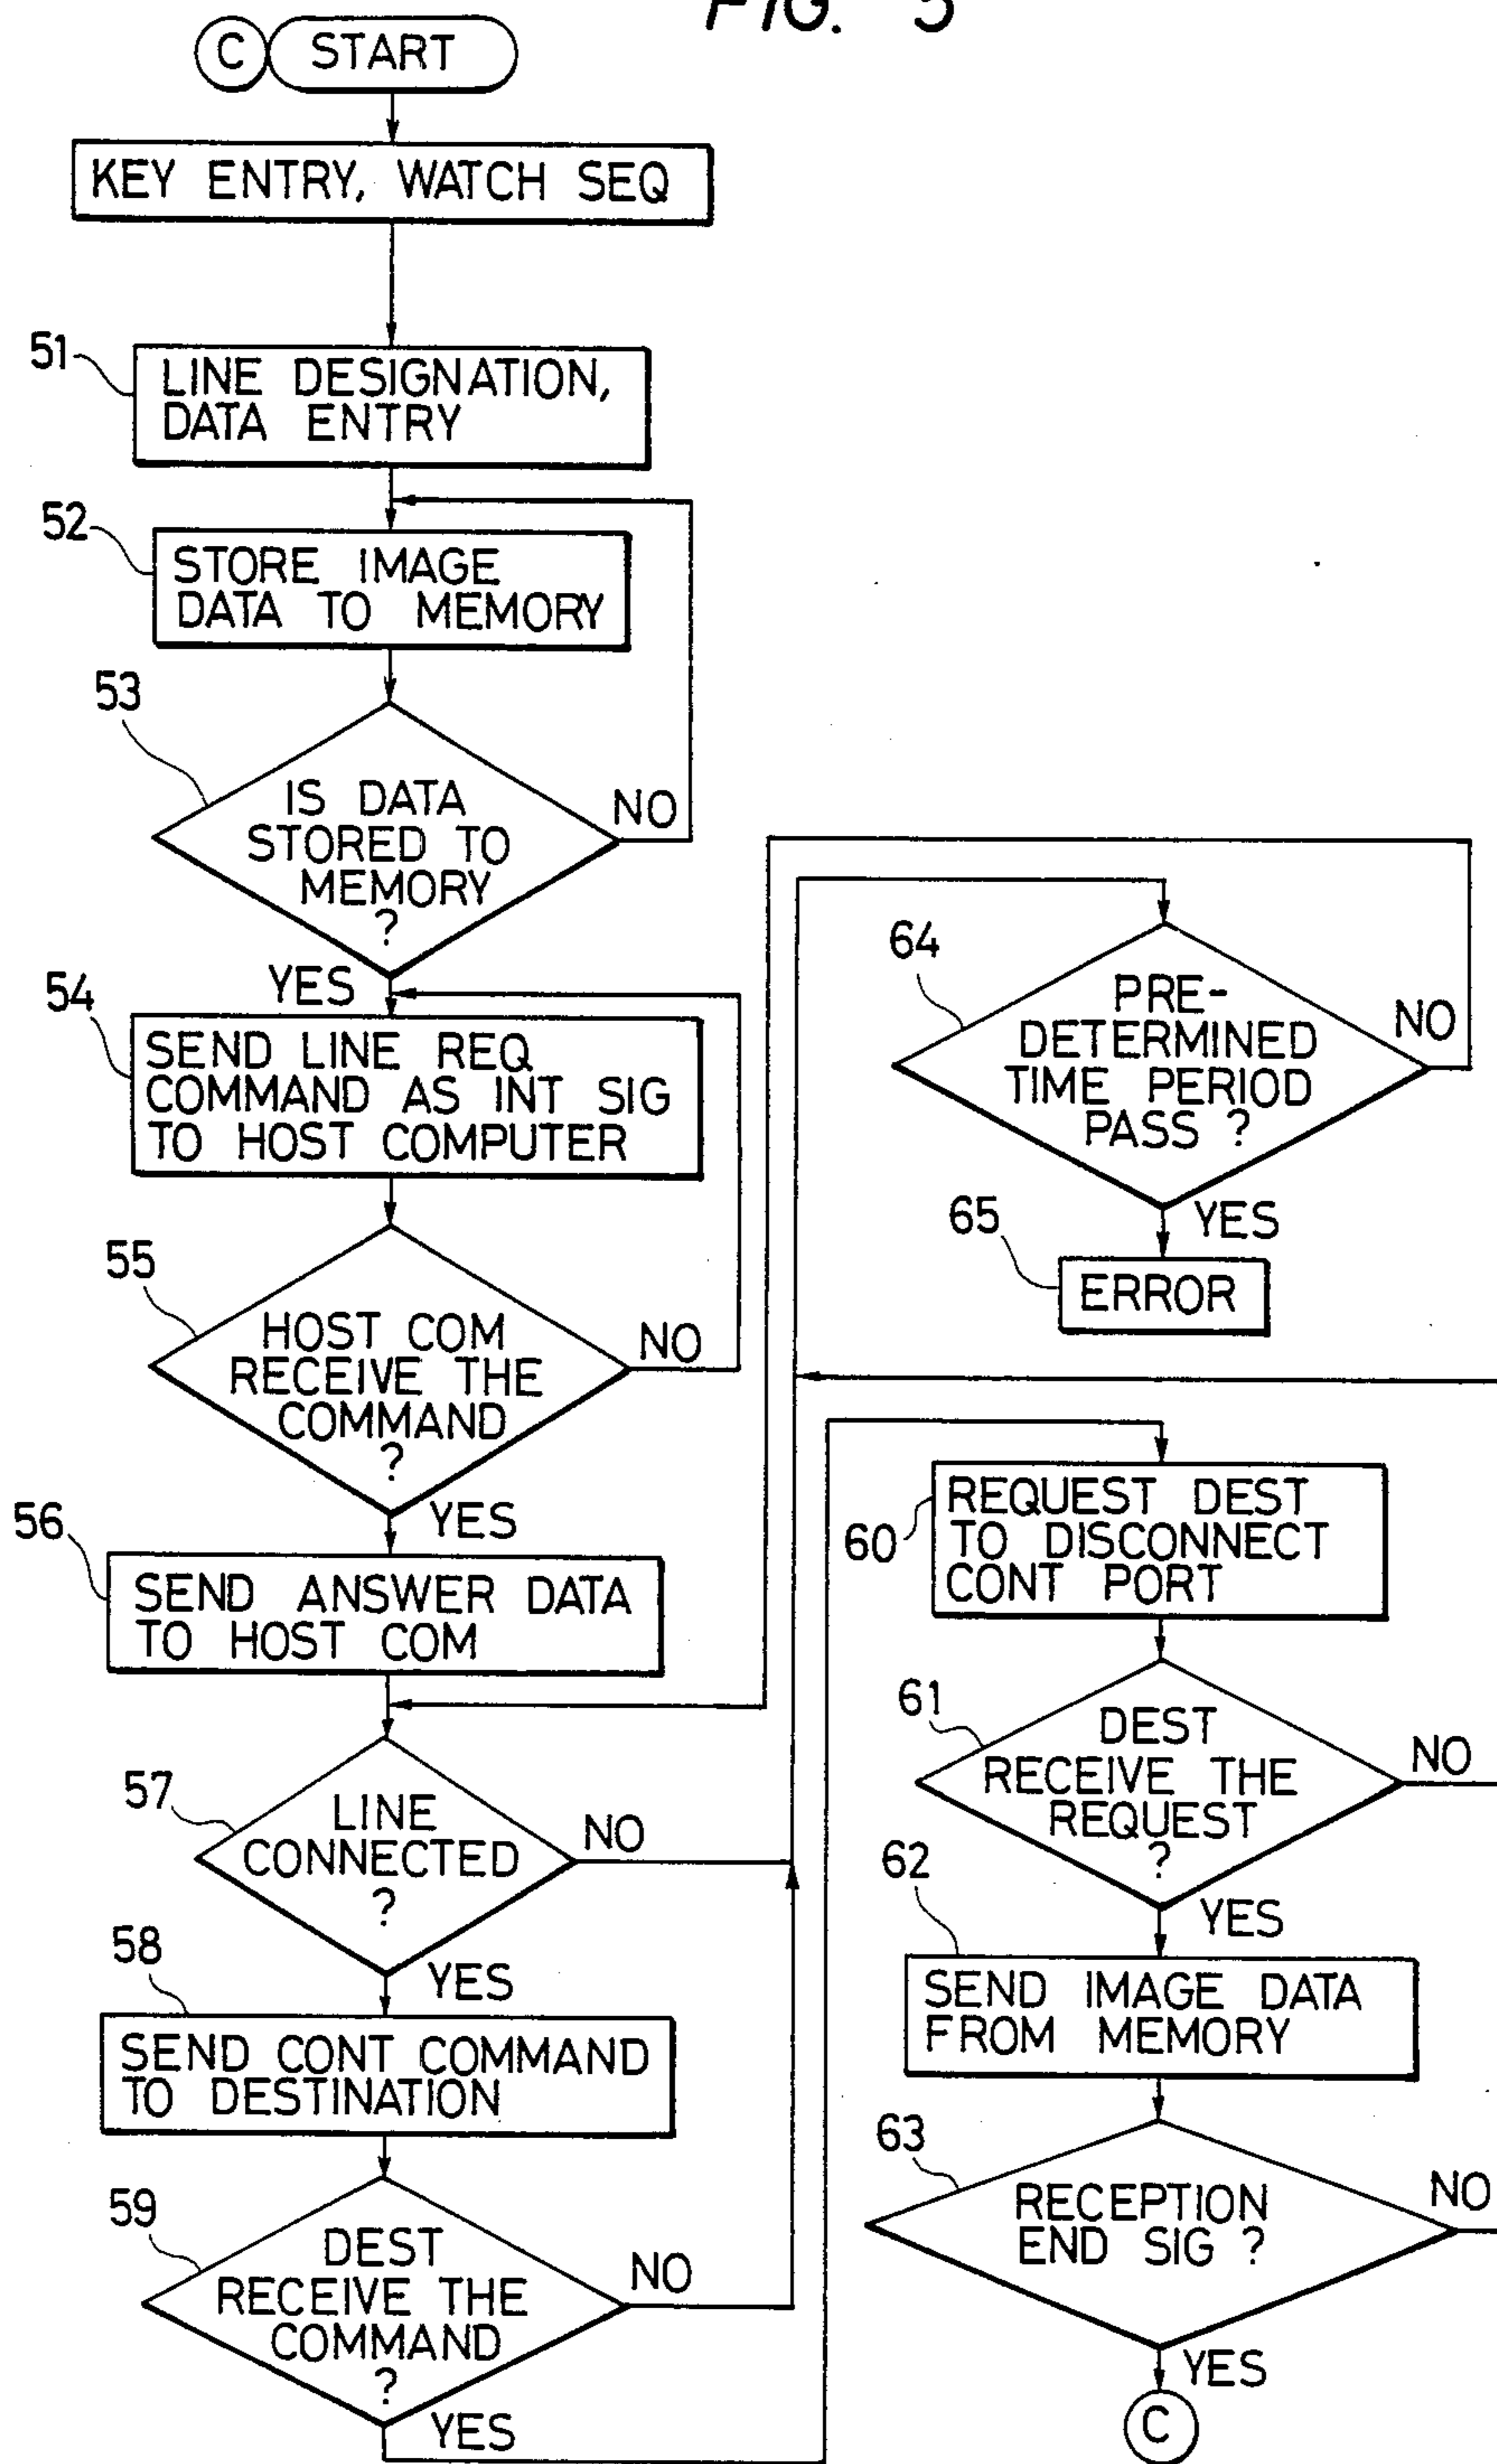 FIG. 5
C START
KEY ENTRY, WATCH SEQ
51
LINE DESIGNATION,
DATA ENTRY
52
STORE IMAGE
DATA TO MEMORY
53
IS DATA
STORED TO
MEMORY
?
NO
YES
54
SEND LINE REQ
COMMAND AS INT SIG
TO HOST COMPUTER
55
HOST COM
RECEIVE THE
COMMAND
?
NO
YES
56
SEND ANSWER DATA
TO HOST COM
57
LINE
CONNECTED
?
NO
YES
58
SEND CONT COMMAND
TO DESTINATION
59
DEST
RECEIVE THE
COMMAND
?
NO
YES
64
PRE-
DETERMINED
TIME PERIOD
PASS ?
NO
YES
65
ERROR
60
REQUEST DEST
TO DISCONNECT
CONT PORT
61
DEST
RECEIVE THE
REQUEST
?
NO
YES
62
SEND IMAGE DATA
FROM MEMORY
63
RECEPTION
END SIG ?
NO
YES
C